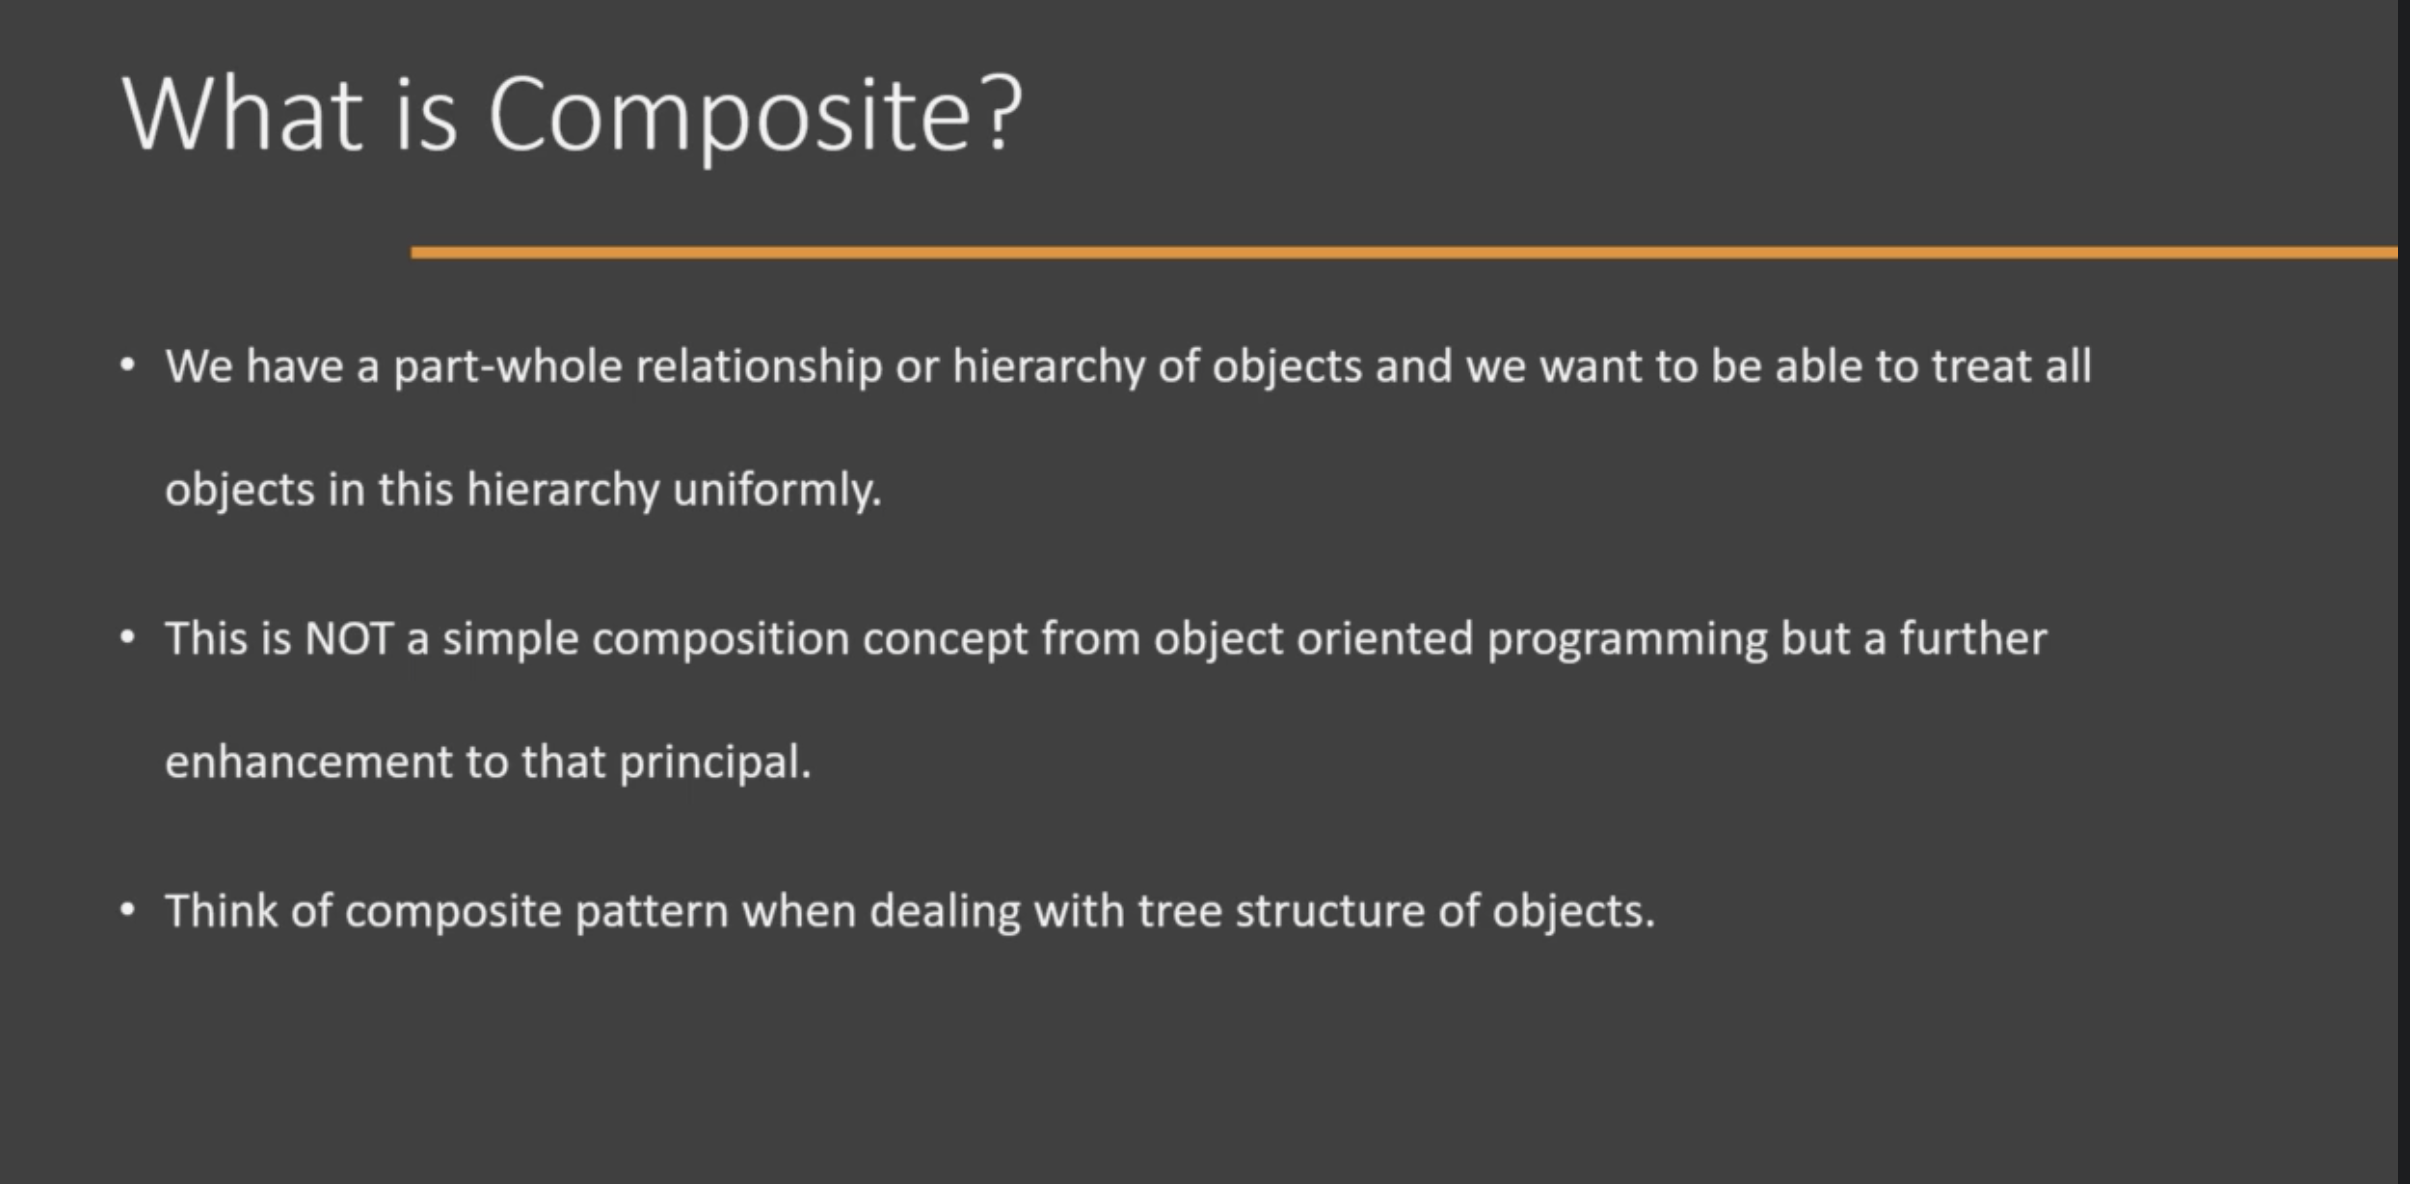 What is Composite?
• We have a part-whole relationship or hierarchy of objects and we want to be able to treat all
objects in this hierarchy uniformly.
• This is NOT a simple composition concept from object oriented programming but a further
enhancement to that principal.
• Think of composite pattern when dealing with tree structure of objects.